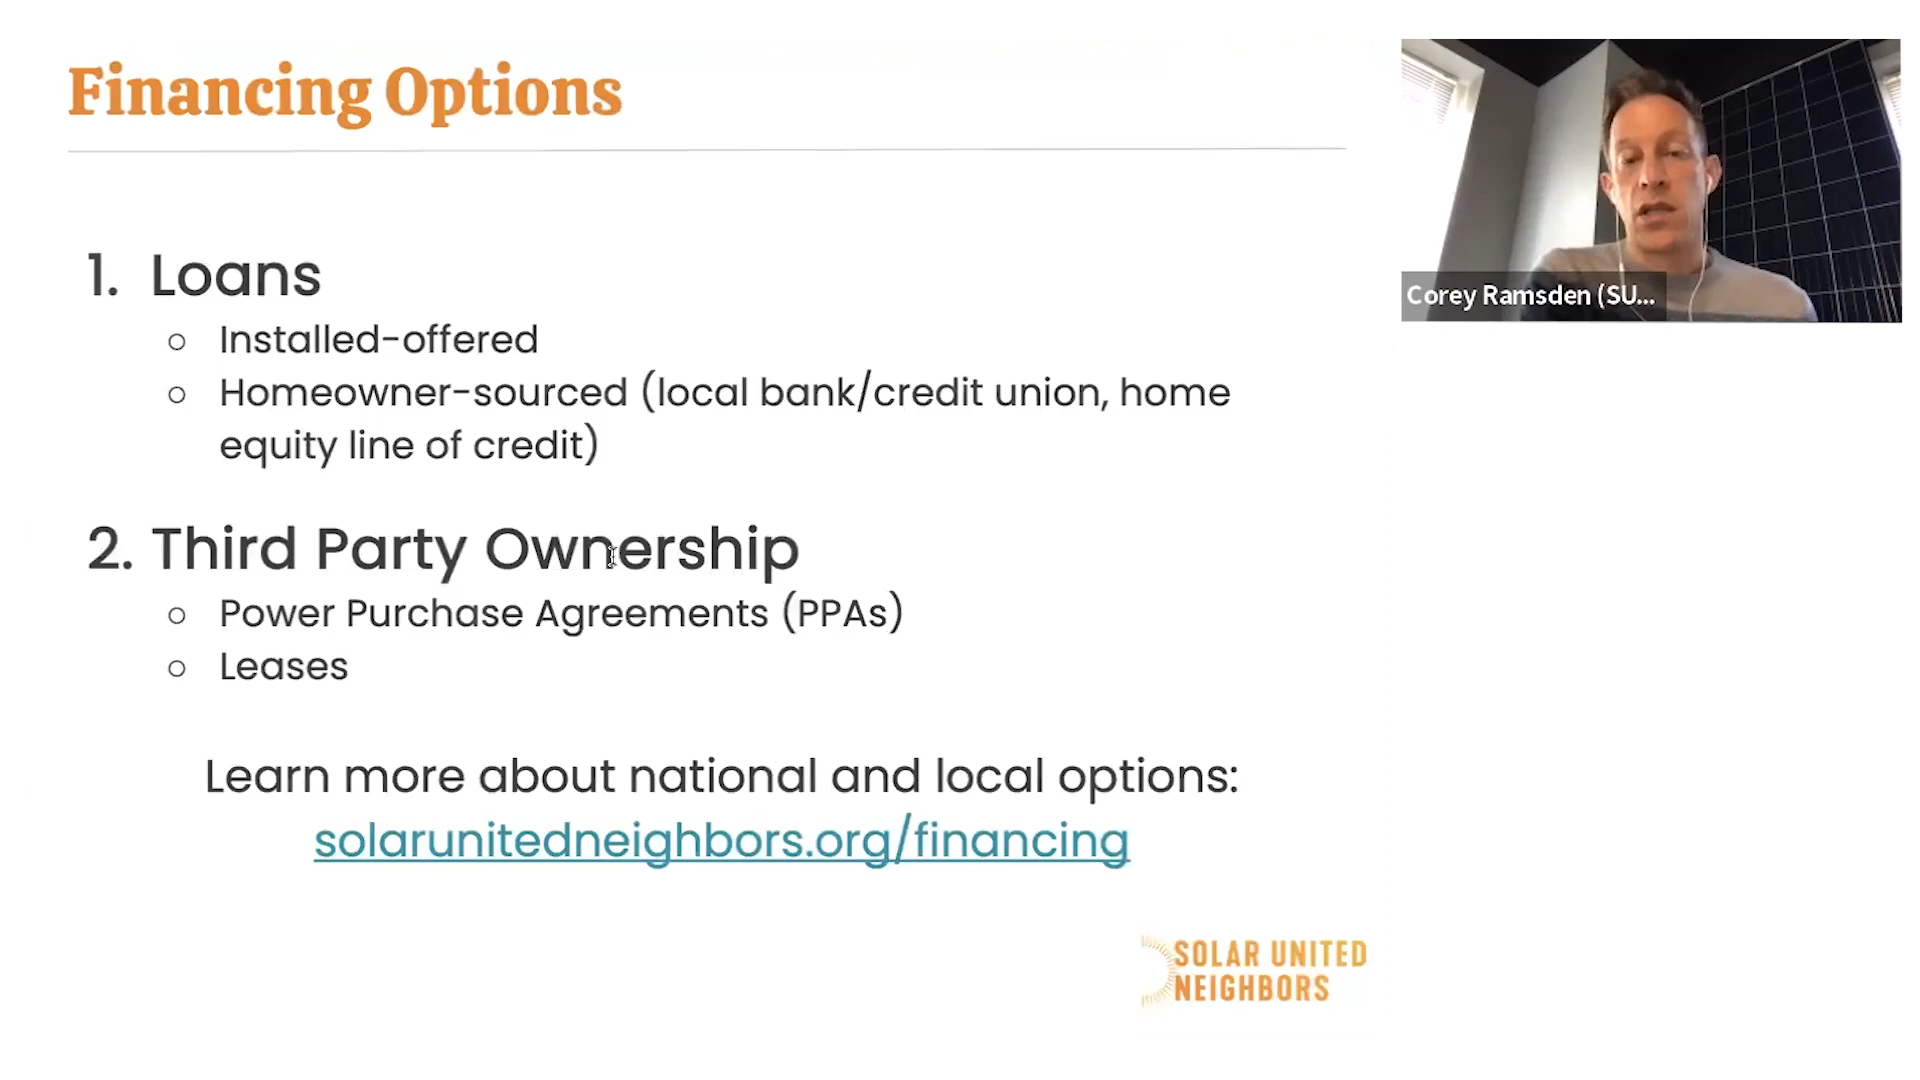 Financing Options
1. Loans
○ Installed-offered
○ Homeowner-sourced (local bank/credit union, home
equity line of credit)
2. Third Party Ownership
○ Power Purchase Agreements (PPAs)
○ Leases
Learn more about national and local options:
solarunitedneighbors.org/financing
SOLAR UNITED
NEIGHBORS
Corey Ramsden (SU...